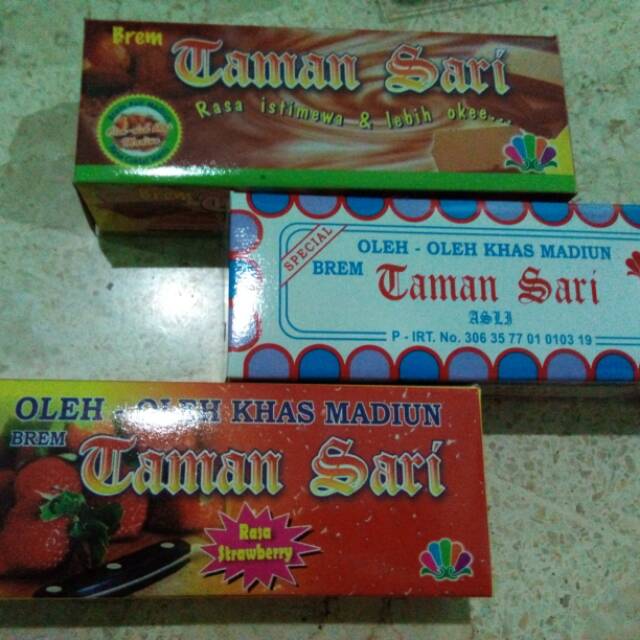 Brem
Taman Sari
Rasa istimewa & lebih okee...
SPECIAL
OLEH - OLEH KHAS MADIUN
BREM Taman Sari
ASLI
P - IRT. No. 306 35 77 01 0103 19
OLEH - OLEH KHAS MADIUN
BREM
Taman Sari
Rasa
Strawberry